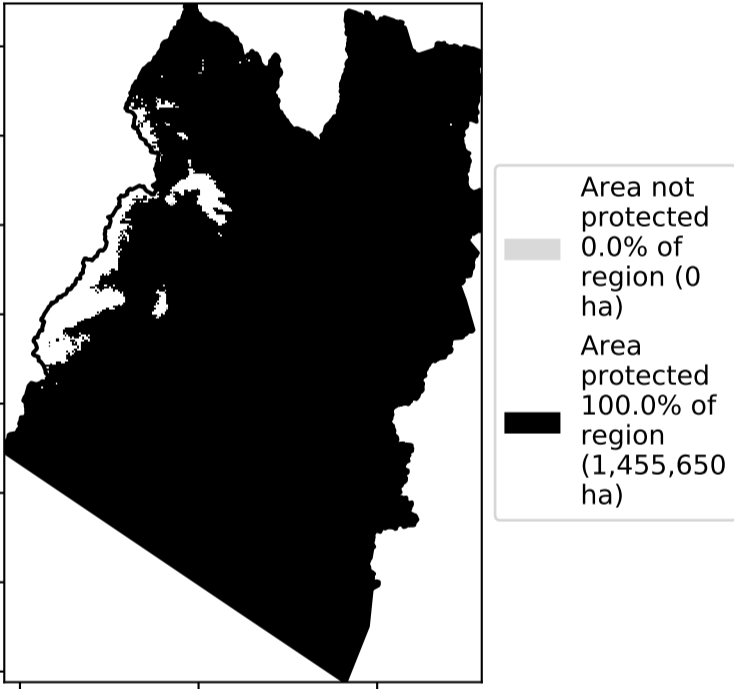 Area not
protected
0.0% of
region (0
ha)
Area
protected
100.0% of
region
(1,455,650
ha)